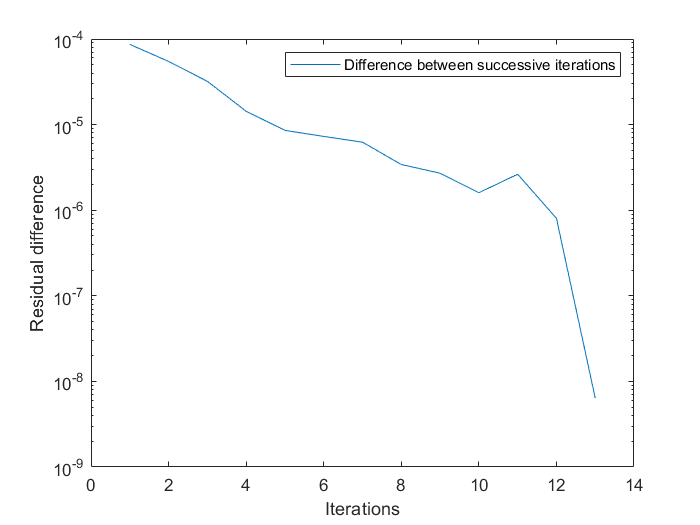 Difference between successive iterations
Residual difference
10^-4
10^-5
10^-6
10^-7
10^-8
10^-9
0 2 4 6 8 10 12 14
Iterations